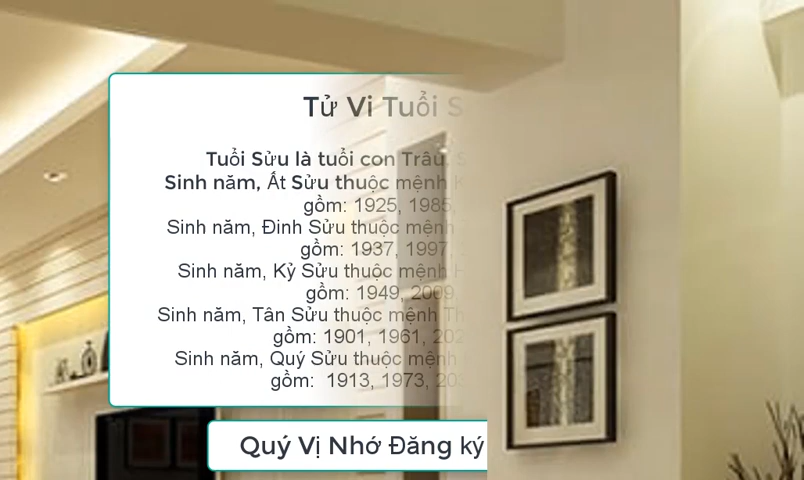 Tử Vi Tuổi S
Tuổi Sửu là tuổi con Trâu. S
Sinh năm, Ất Sửu thuộc mệnh K
gồm: 1925, 1985,
Sinh năm, Đinh Sửu thuộc mệnh
gồm: 1937, 1997,
Sinh năm, Kỷ Sửu thuộc mệnh H
gồm: 1949, 2009,
Sinh năm, Tân Sửu thuộc mệnh Th
gồm: 1901, 1961, 202
Sinh năm, Quý Sửu thuộc mệnh
gồm: 1913, 1973, 203
Quý Vị Nhớ Đăng ký